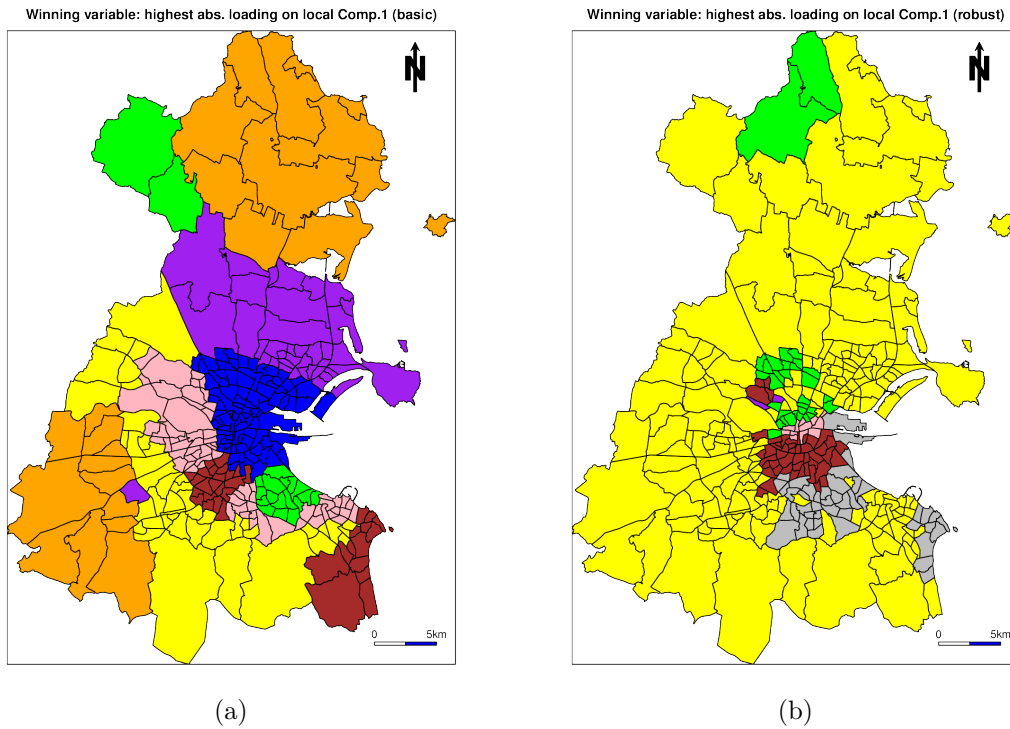 Winning variable: highest abs. loading on local Comp.1 (basic)
N
0 5km
(a)
Winning variable: highest abs. loading on local Comp.1 (robust)
N
0 5km
(b)